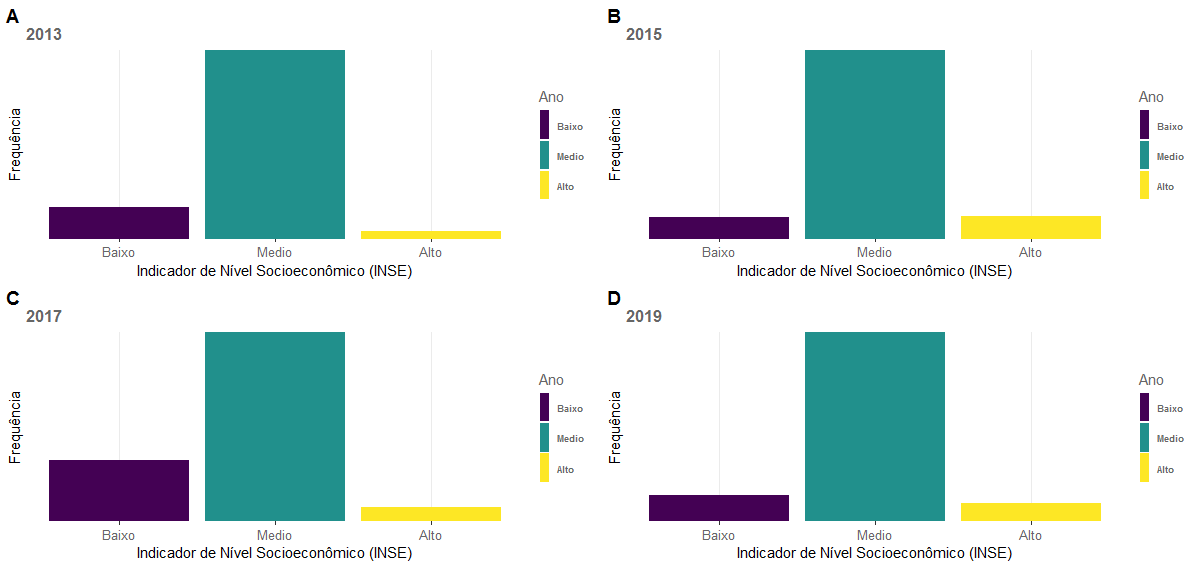 A
2013
Frequência
Baixo
Medio
Alto
Indicador de Nível Socioeconômico (INSE)
Ano
Baixo
Medio
Alto
B
2015
Frequência
Baixo
Medio
Alto
Indicador de Nível Socioeconômico (INSE)
Ano
Baixo
Medio
Alto
C
2017
Frequência
Baixo
Medio
Alto
Indicador de Nível Socioeconômico (INSE)
Ano
Baixo
Medio
Alto
D
2019
Frequência
Baixo
Medio
Alto
Indicador de Nível Socioeconômico (INSE)
Ano
Baixo
Medio
Alto